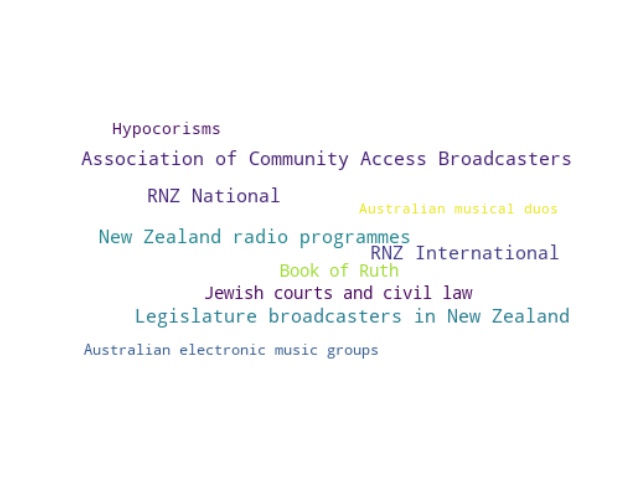 Hypocorisms
Association of Community Access Broadcasters
RNZ National
Australian musical duos
New Zealand radio programmes
RNZ International
Book of Ruth
Jewish courts and civil law
Legislature broadcasters in New Zealand
Australian electronic music groups